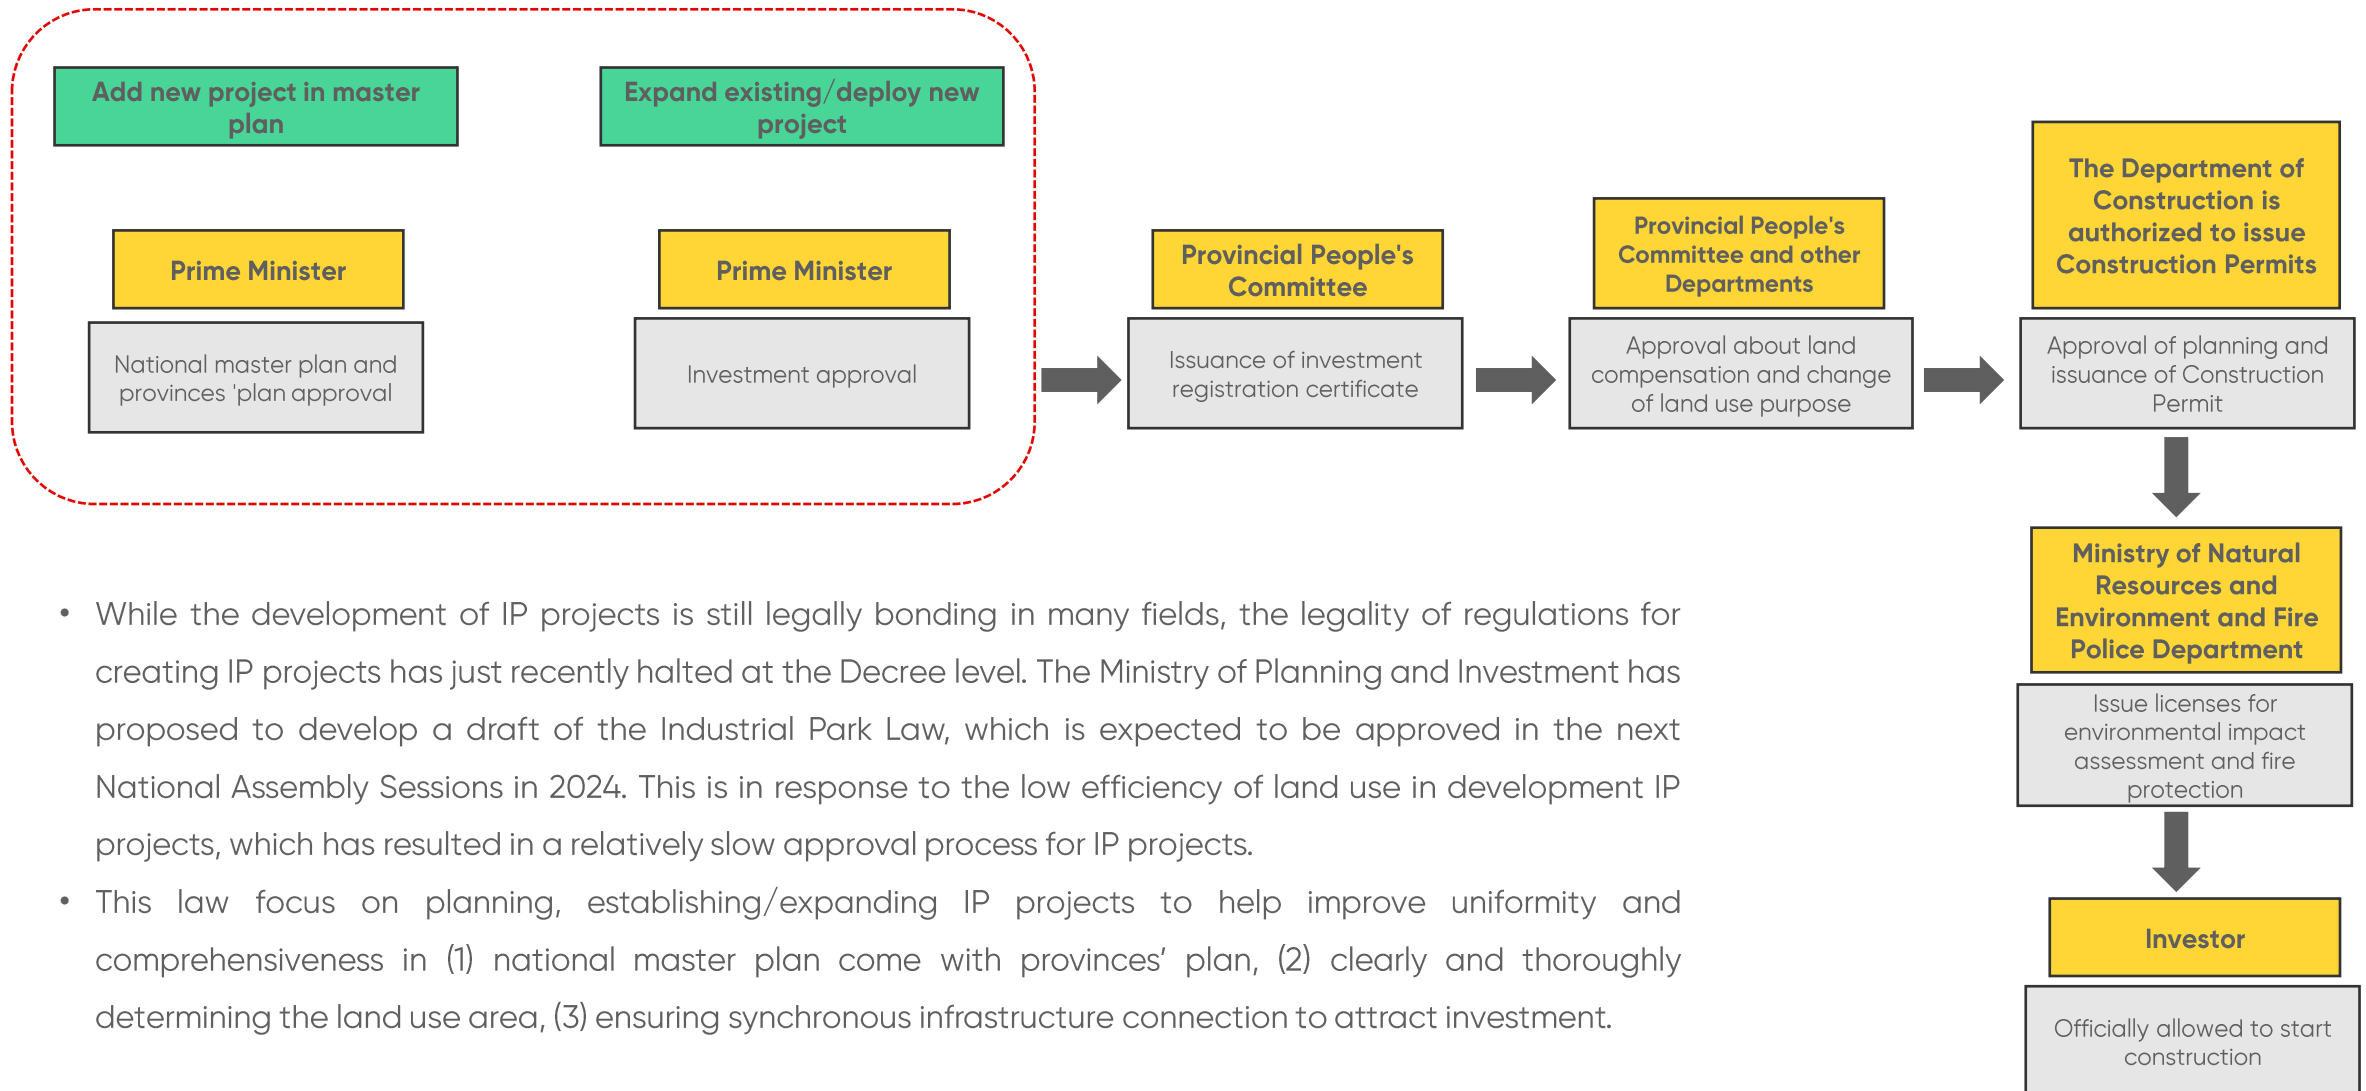 Add new project in master
plan
Expand existing/deploy new
project
Prime Minister
National master plan and
provinces 'plan approval
Prime Minister
Investment approval
Provincial People's
Committee
Issuance of investment
registration certificate
Provincial People's
Committee and other
Departments
Approval about land
compensation and change
of land use purpose
The Department of
Construction is
authorized to issue
Construction Permits
Approval of planning and
issuance of Construction
Permit
Ministry of Natural
Resources and
Environment and Fire
Police Department
Issue licenses for
environmental impact
assessment and fire
protection
Investor
Officially allowed to start
construction
• While the development of IP projects is still legally bonding in many fields, the legality of regulations for
creating IP projects has just recently halted at the Decree level. The Ministry of Planning and Investment has
proposed to develop a draft of the Industrial Park Law, which is expected to be approved in the next
National Assembly Sessions in 2024. This is in response to the low efficiency of land use in development IP
projects, which has resulted in a relatively slow approval process for IP projects.
• This law focus on planning, establishing/expanding IP projects to help improve uniformity and
comprehensiveness in (1) national master plan come with provinces’ plan, (2) clearly and thoroughly
determining the land use area, (3) ensuring synchronous infrastructure connection to attract investment.